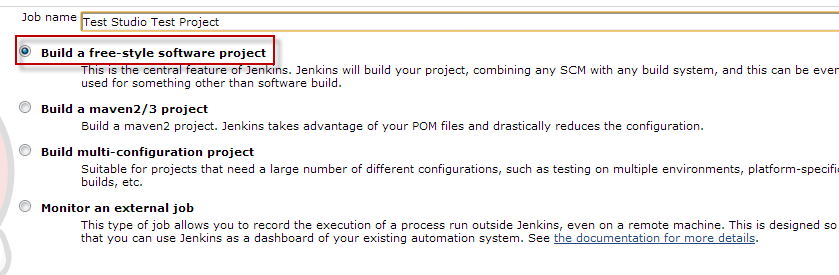 Job name Test Studio Test Project
Build a free-style software project
This is the central feature of Jenkins. Jenkins will build your project, combining any SCM with any build system, and this can be even
used for something other than software build.
Build a maven2/3 project
Build a maven2 project. Jenkins takes advantage of your POM files and drastically reduces the configuration.
Build multi-configuration project
Suitable for projects that need a large number of different configurations, such as testing on multiple environments, platform-specific
builds, etc.
Monitor an external job
This type of job allows you to record the execution of a process run outside Jenkins, even on a remote machine. This is designed so
that you can use Jenkins as a dashboard of your existing automation system. See the documentation for more details.